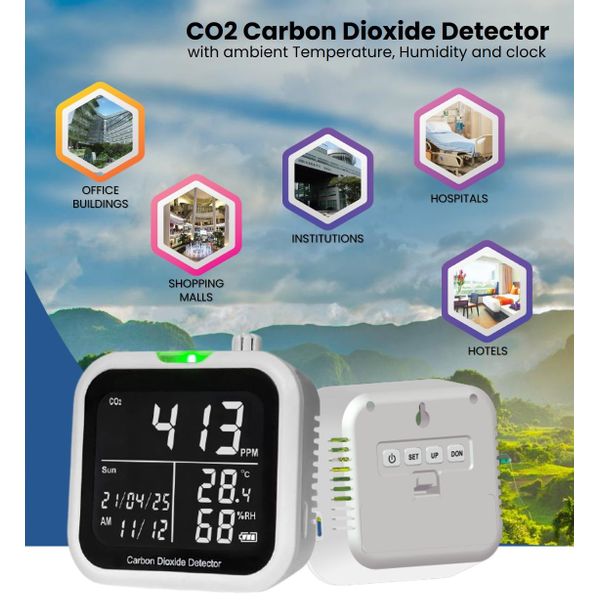 CO2 Carbon Dioxide Detector
with ambient Temperature, Humidity and clock
OFFICE
BUILDINGS
SHOPPING
MALLS
INSTITUTIONS
HOSPITALS
HOTELS
CO2
413
PPM
Sun
21/04/25
AM 11/12
28.4 °C
68 %RH
Carbon Dioxide Detector
SET UP DON